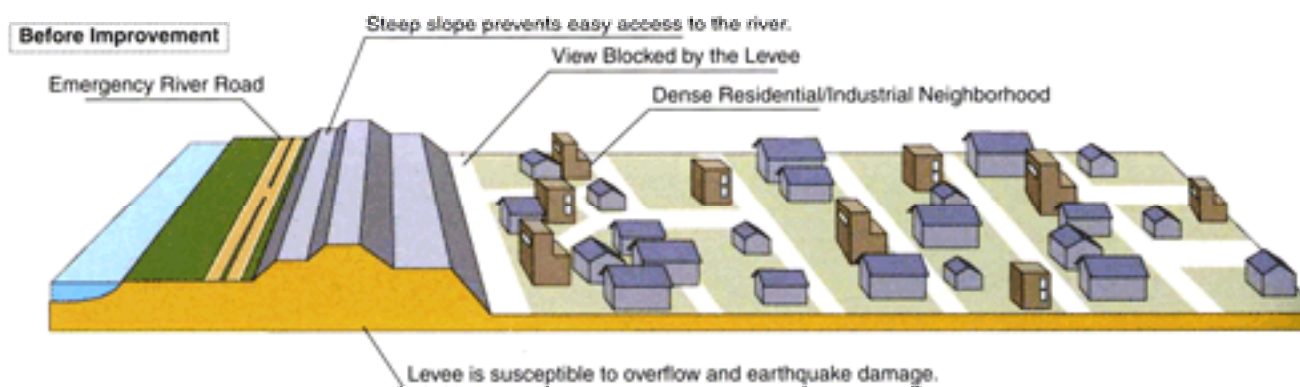 Before Improvement
Steep slope prevents easy access to the river.
View Blocked by the Levee
Emergency River Road
Dense Residential/Industrial Neighborhood
Levee is susceptible to overflow and earthquake damage.